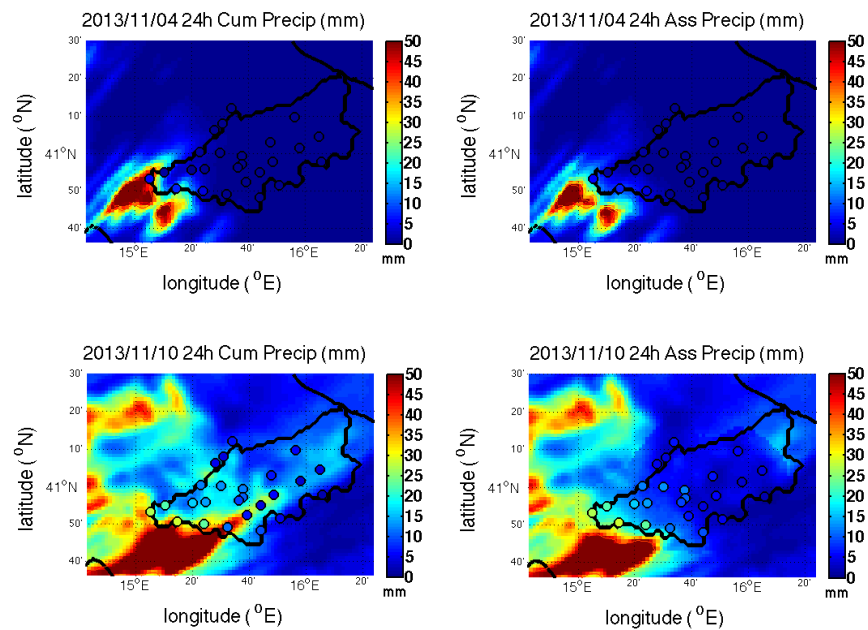 2013/11/04 24h Cum Precip (mm)
30'
20'
10'
41°N
50'
40'
15°E
20'
40'
16°E
20'
latitude (°N)
longitude (°E)
50
45
40
35
30
25
20
15
10
5
0
mm
2013/11/04 24h Ass Precip (mm)
30'
20'
10'
41°N
50'
40'
15°E
20'
40'
16°E
20'
latitude (°N)
longitude (°E)
50
45
40
35
30
25
20
15
10
5
0
mm
2013/11/10 24h Cum Precip (mm)
30'
20'
10'
41°N
50'
40'
15°E
20'
40'
16°E
20'
latitude (°N)
longitude (°E)
50
45
40
35
30
25
20
15
10
5
0
mm
2013/11/10 24h Ass Precip (mm)
30'
20'
10'
41°N
50'
40'
15°E
20'
40'
16°E
20'
latitude (°N)
longitude (°E)
50
45
40
35
30
25
20
15
10
5
0
mm